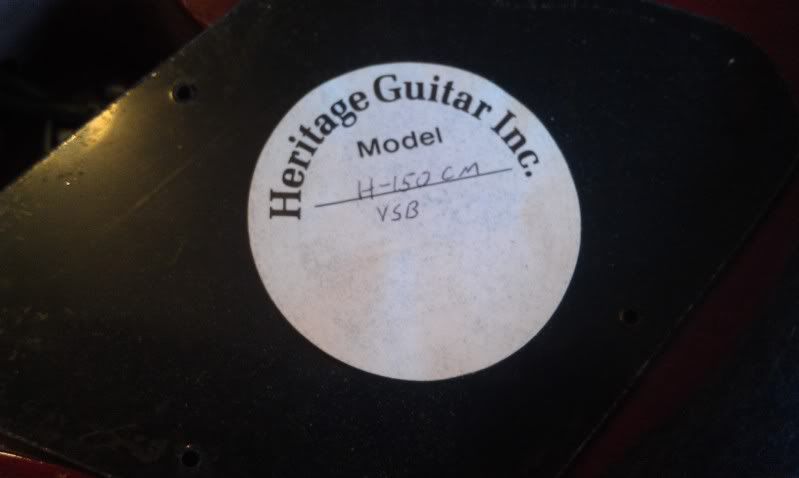 Heritage Guitar Inc.
Model
H-150 CM
VSB